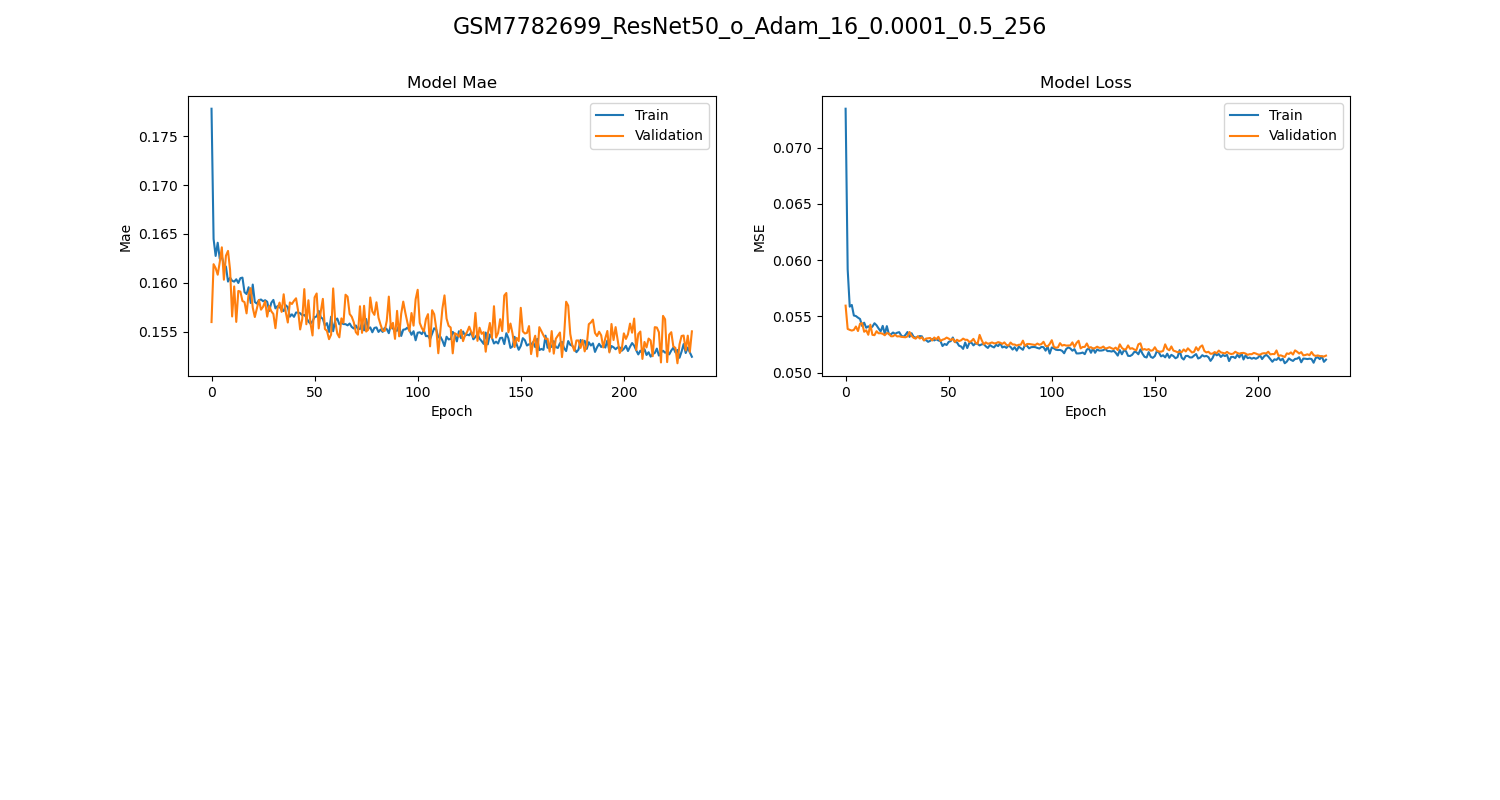 GSM7782699_ResNet50_o_Adam_16_0.0001_0.5_256
Model Mae
Train
Validation
0.175
0.170
0.165
0.160
0.155
Mae
0 50 100 150 200
Epoch
Model Loss
Train
Validation
0.070
0.065
0.060
0.055
0.050
MSE
0 50 100 150 200
Epoch